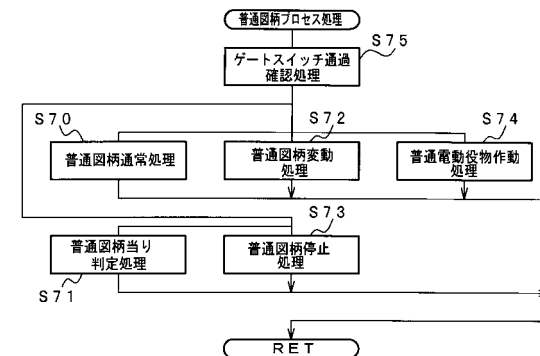 普通図柄プロセス処理
S75
ゲートスイッチ通過
確認処理
S70
普通図柄通常処理
S72
普通図柄変動
処理
S74
普通電動役物作動
処理
S73
普通図柄当り
判定処理
S71
普通図柄停止
処理
RET